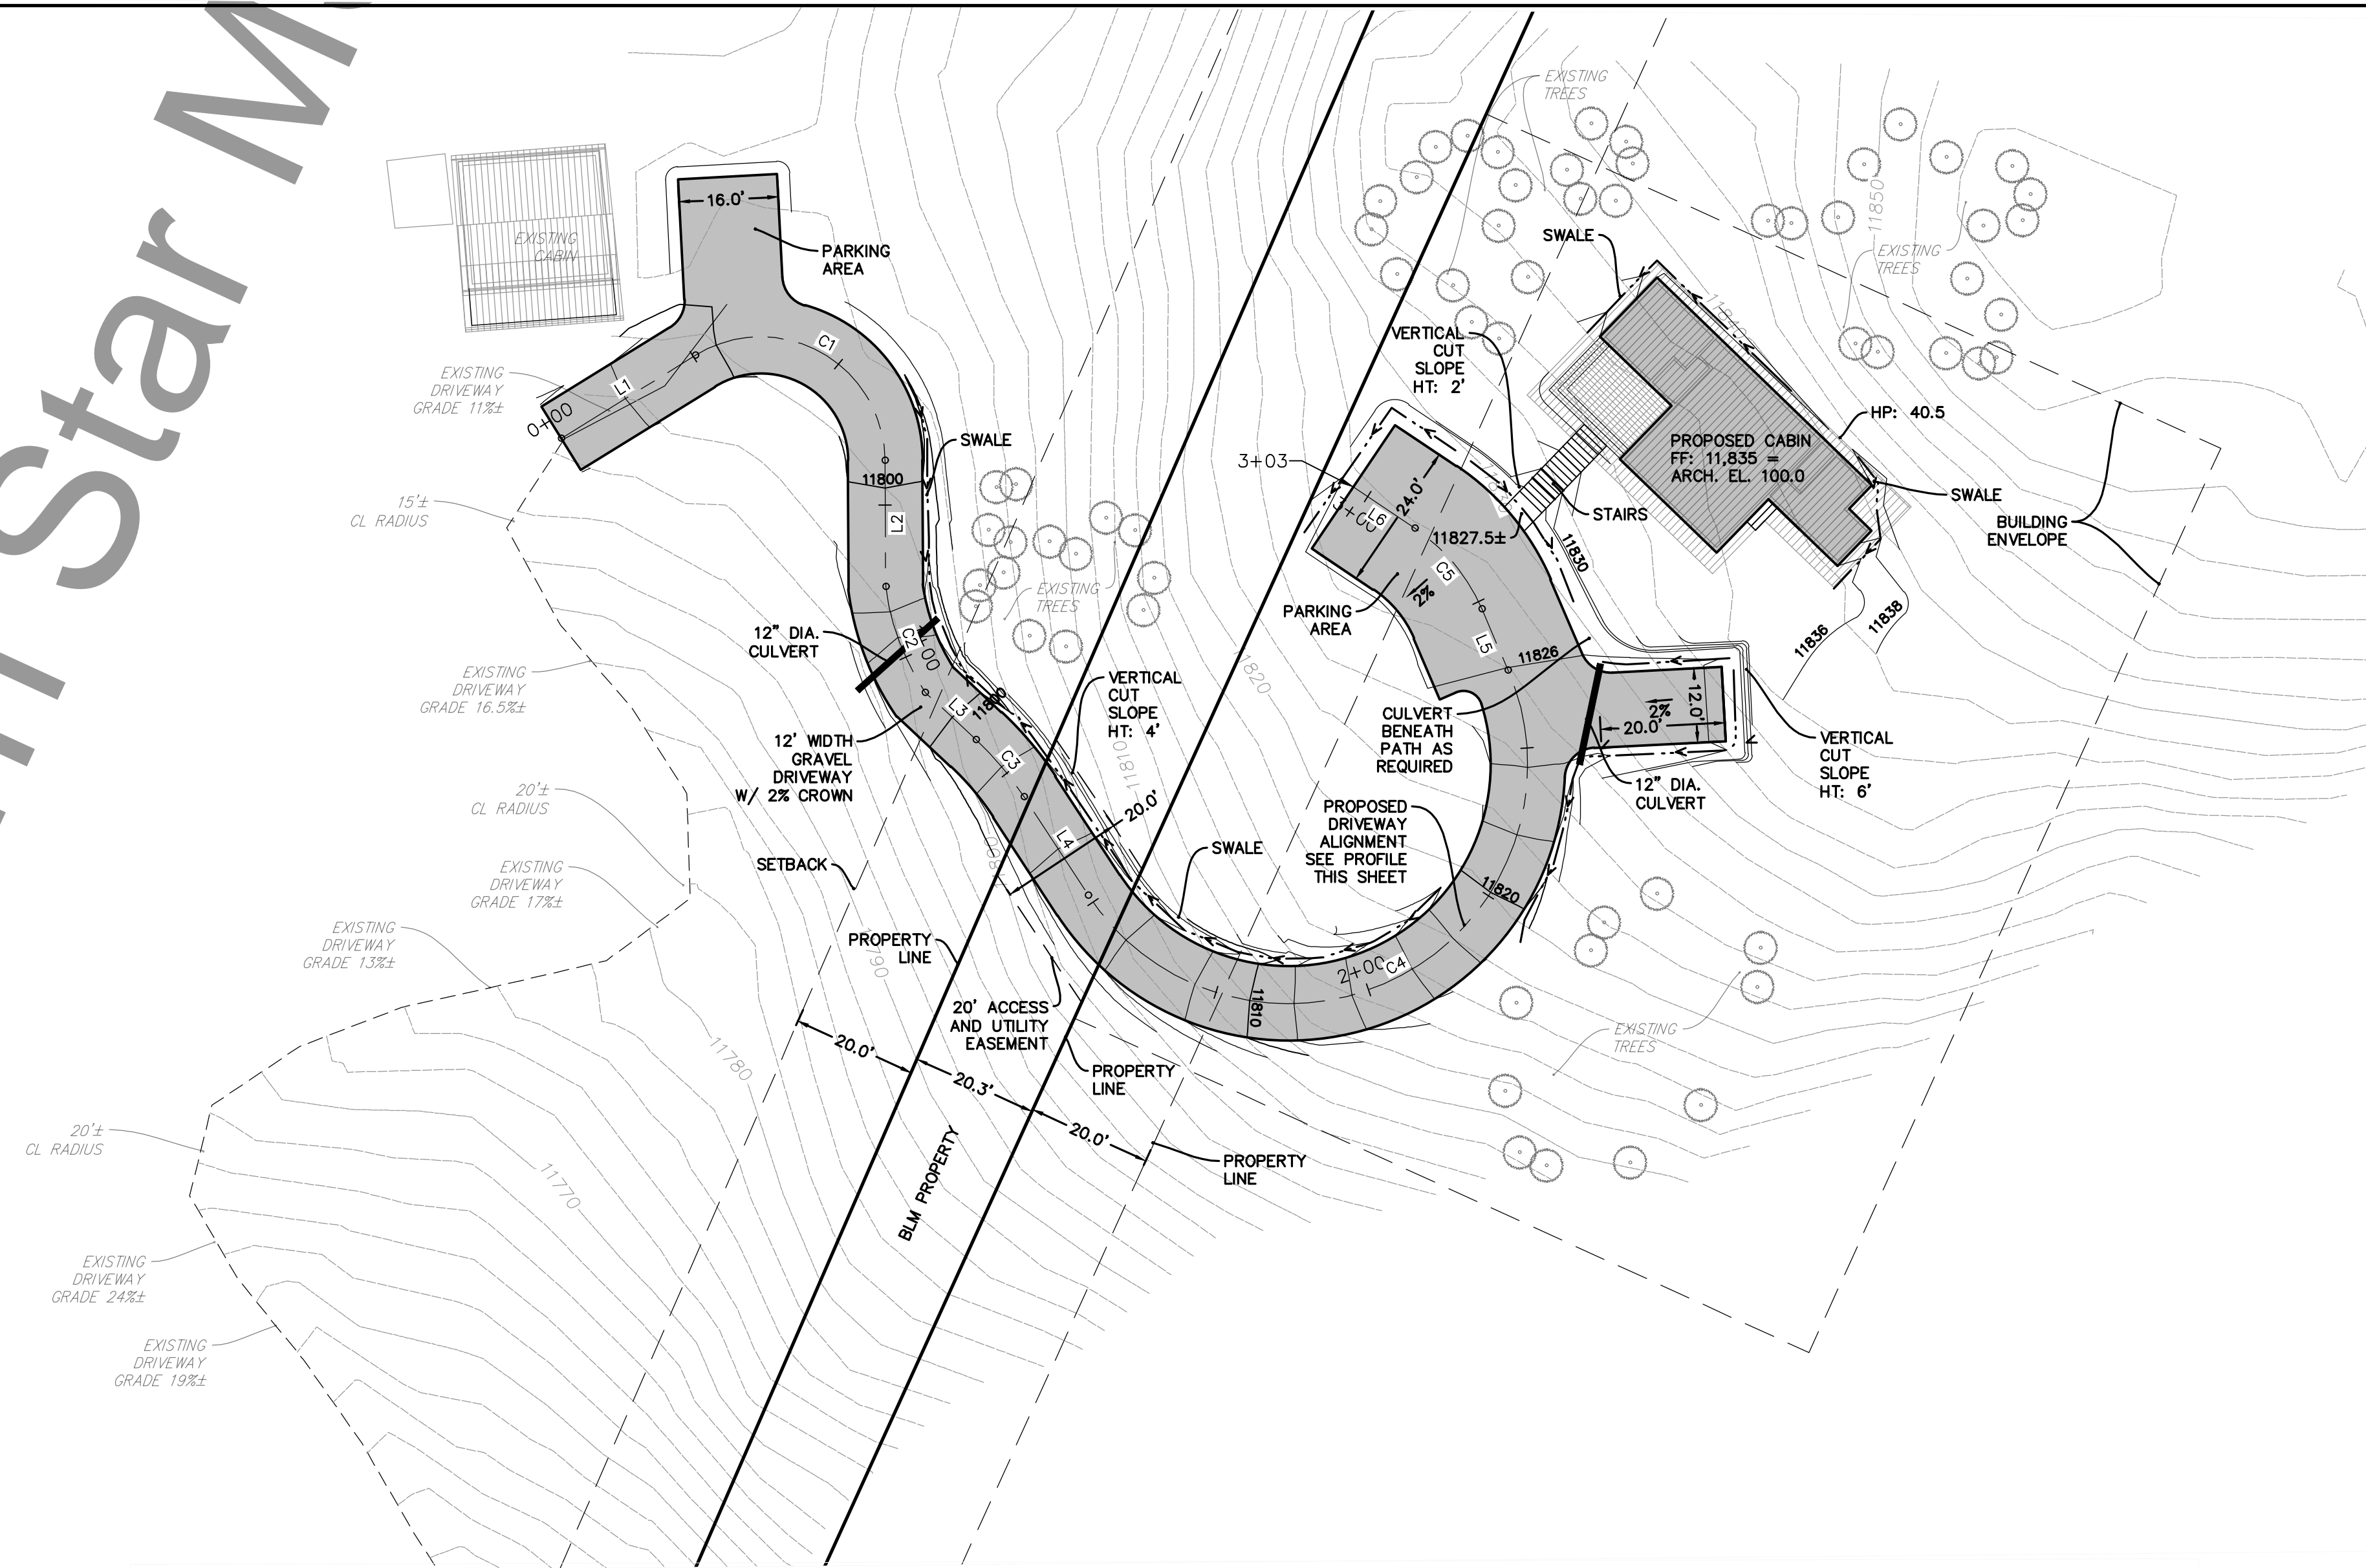 Star M
EXISTING
TREES
16.0'
EXISTING
CABIN
PARKING
AREA
SWALE
EXISTING
TREES
11850
C1
VERTICAL
CUT
SLOPE
HT: 2'
EXISTING
DRIVEWAY
GRADE 11%±
L1
0+00
HP: 40.5
PROPOSED CABIN
FF: 11,835 =
ARCH. EL. 100.0
SWALE
3+03
24.0'
L6
3+00
11800
15'±
CL RADIUS
L2
STAIRS
SWALE
BUILDING
ENVELOPE
11827.5±
11830
C5
2%
EXISTING
TREES
PARKING
AREA
12" DIA.
CULVERT
C2
L5
11826
11836
11838
EXISTING
DRIVEWAY
GRADE 16.5%±
L3
11800
VERTICAL
CUT
SLOPE
HT: 4'
11820
CULVERT
BENEATH
PATH AS
REQUIRED
2%
12.0'
20.0'
12' WIDTH
GRAVEL
DRIVEWAY
W/ 2% CROWN
C3
11810
VERTICAL
CUT
SLOPE
HT: 6'
12" DIA.
CULVERT
20'±
CL RADIUS
20.0'
L4
PROPOSED
DRIVEWAY
ALIGNMENT
SEE PROFILE
THIS SHEET
SETBACK
SWALE
EXISTING
DRIVEWAY
GRADE 17%±
11820
EXISTING
DRIVEWAY
GRADE 13%±
PROPERTY
LINE
2+00
C4
11810
20' ACCESS
AND UTILITY
EASEMENT
11780
20.0'
20.3'
20.0'
PROPERTY
LINE
EXISTING
TREES
20'±
CL RADIUS
BLM PROPERTY
PROPERTY
LINE
11770
EXISTING
DRIVEWAY
GRADE 24%±
EXISTING
DRIVEWAY
GRADE 19%±